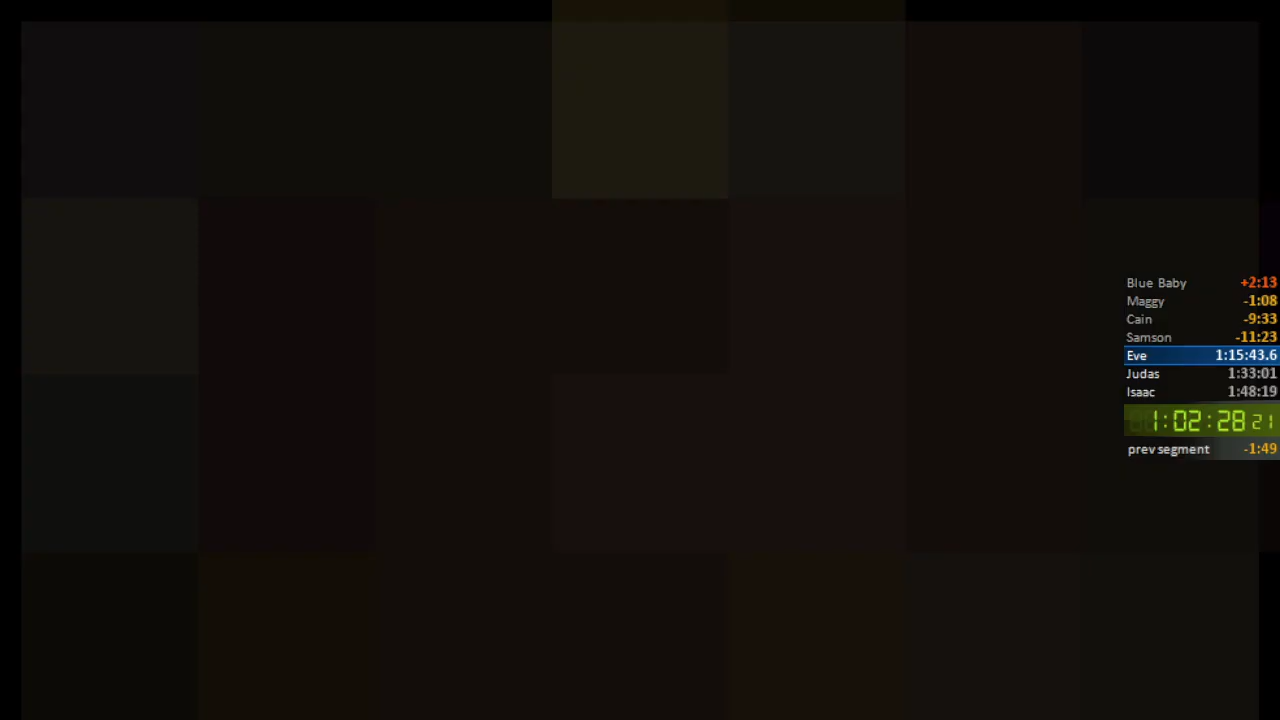 Blue Baby +2:13
Maggy -1:08
Cain -9:33
Samson -11:23
Eve 1:15:43.6
Judas 1:33:01
Isaac 1:48:19
1:02:28 21
prev segment -1:49